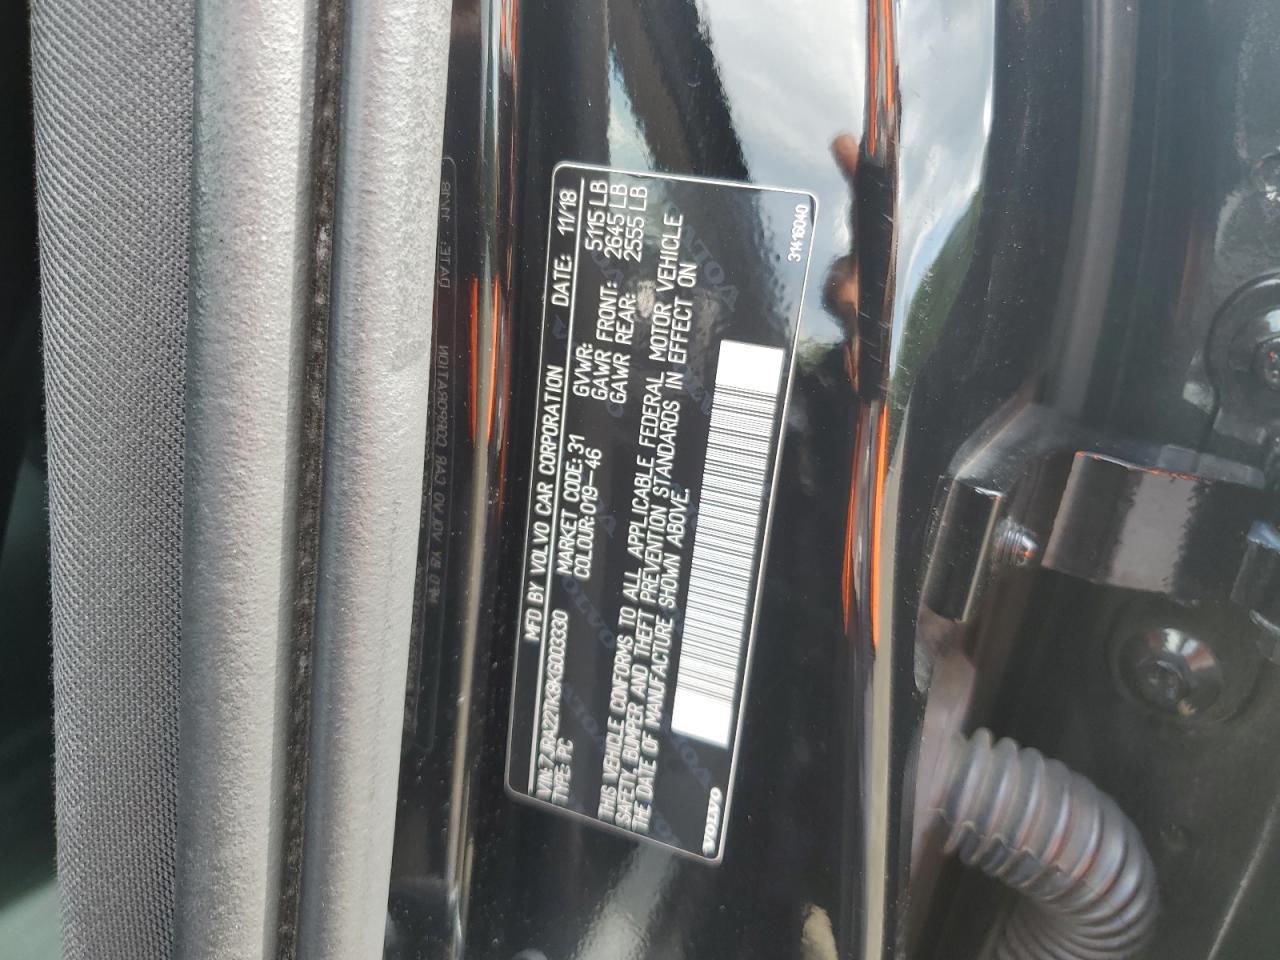 MFD BY VOLVO CAR CORPORATION DATE: 11/18
VIN: 7JRA22TK8KG003330
TYPE: PC
MARKET CODE: 31
COLOUR: 019-46
GVWR: 5115 LB
GAWR FRONT: 2645 LB
GAWR REAR: 2555 LB
THIS VEHICLE CONFORMS TO ALL APPLICABLE FEDERAL MOTOR VEHICLE
SAFETY, BUMPER AND THEFT PREVENTION STANDARDS IN EFFECT ON
THE DATE OF MANUFACTURE SHOWN ABOVE.
VOLVO
31416040